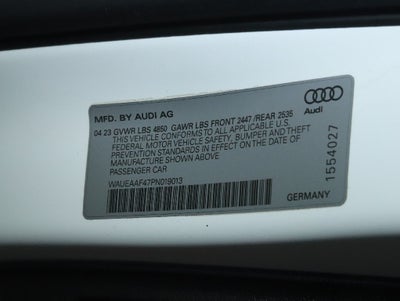 MFD. BY AUDI AG
04 23 GVWR LBS 4850 GAWR LBS FRONT 2447 /REAR 2535
THIS VEHICLE CONFORMS TO ALL APPLICABLE U.S.
FEDERAL MOTOR VEHICLE SAFETY, BUMPER AND THEFT
PREVENTION STANDARDS IN EFFECT ON THE DATE OF
MANUFACTURE SHOWN ABOVE
PASSENGER CAR
WAUEAAF47PN019013
Audi
1554027
GERMANY